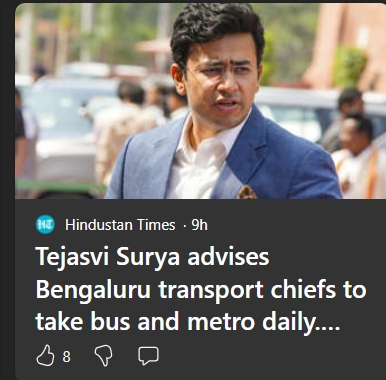 HT Hindustan Times · 9h
Tejasvi Surya advises
Bengaluru transport chiefs to
take bus and metro daily....
8